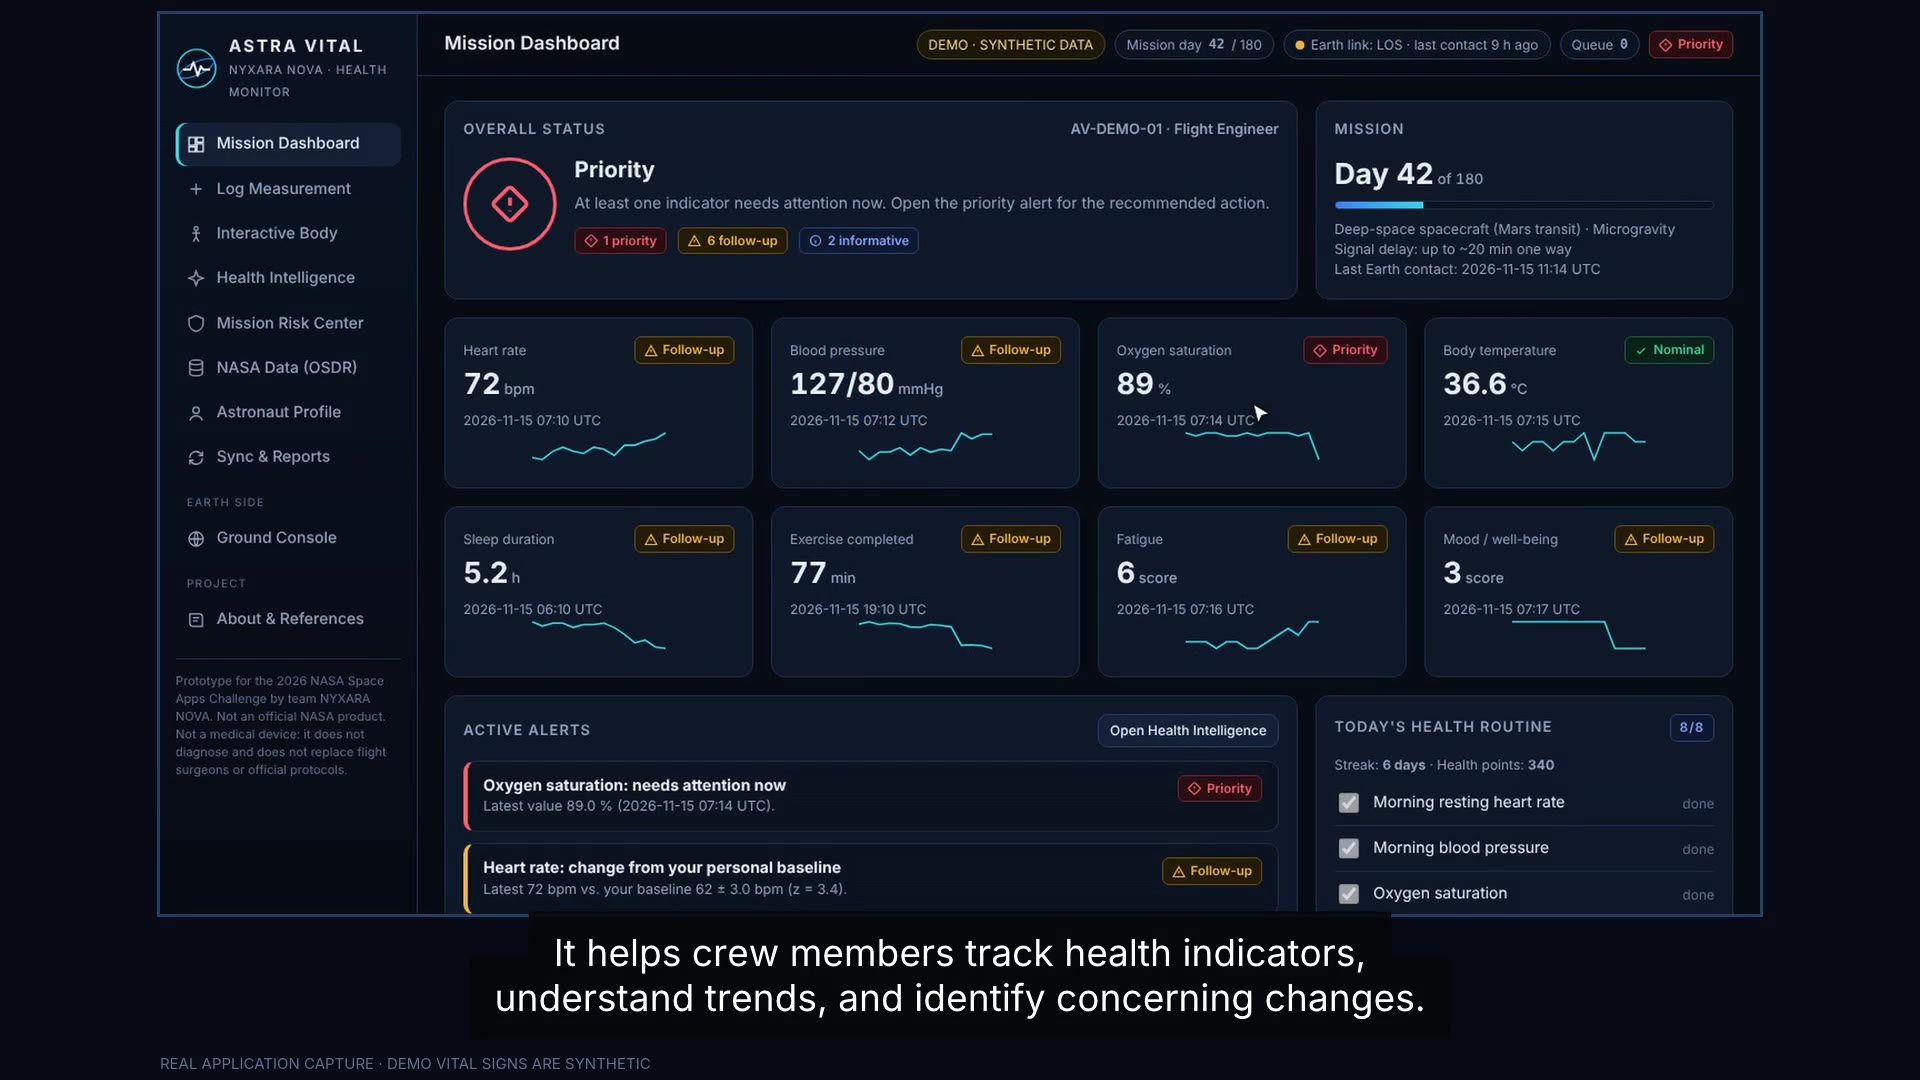 ASTRA VITAL
NYXARA NOVA · HEALTH
MONITOR
Mission Dashboard
Log Measurement
Interactive Body
Health Intelligence
Mission Risk Center
NASA Data (OSDR)
Astronaut Profile
Sync & Reports
EARTH SIDE
Ground Console
PROJECT
About & References
Prototype for the 2026 NASA Space
Apps Challenge by team NYXARA
NOVA. Not an official NASA product.
Not a medical device: it does not
diagnose and does not replace flight
surgeons or official protocols.
Mission Dashboard
DEMO · SYNTHETIC DATA
Mission day 42 / 180
Earth link: LOS · last contact 9 h ago
Queue 0
Priority
OVERALL STATUS
AV-DEMO-01 · Flight Engineer
Priority
At least one indicator needs attention now. Open the priority alert for the recommended action.
1 priority
6 follow-up
2 informative
MISSION
Day 42 of 180
Deep-space spacecraft (Mars transit) · Microgravity
Signal delay: up to ~20 min one way
Last Earth contact: 2026-11-15 11:14 UTC
Heart rate
Follow-up
72 bpm
2026-11-15 07:10 UTC
Blood pressure
Follow-up
127/80 mmHg
2026-11-15 07:12 UTC
Oxygen saturation
Priority
89 %
2026-11-15 07:14 UTC
Body temperature
Nominal
36.6 °C
2026-11-15 07:15 UTC
Sleep duration
Follow-up
5.2 h
2026-11-15 06:10 UTC
Exercise completed
Follow-up
77 min
2026-11-15 19:10 UTC
Fatigue
Follow-up
6 score
2026-11-15 07:16 UTC
Mood / well-being
Follow-up
3 score
2026-11-15 07:17 UTC
ACTIVE ALERTS
Open Health Intelligence
Oxygen saturation: needs attention now
Priority
Latest value 89.0 % (2026-11-15 07:14 UTC).
Heart rate: change from your personal baseline
Follow-up
Latest 72 bpm vs. your baseline 62 ± 3.0 bpm (z = 3.4).
TODAY'S HEALTH ROUTINE
8/8
Streak: 6 days · Health points: 340
Morning resting heart rate
done
Morning blood pressure
done
Oxygen saturation
done
It helps crew members track health indicators,
understand trends, and identify concerning changes.
REAL APPLICATION CAPTURE · DEMO VITAL SIGNS ARE SYNTHETIC